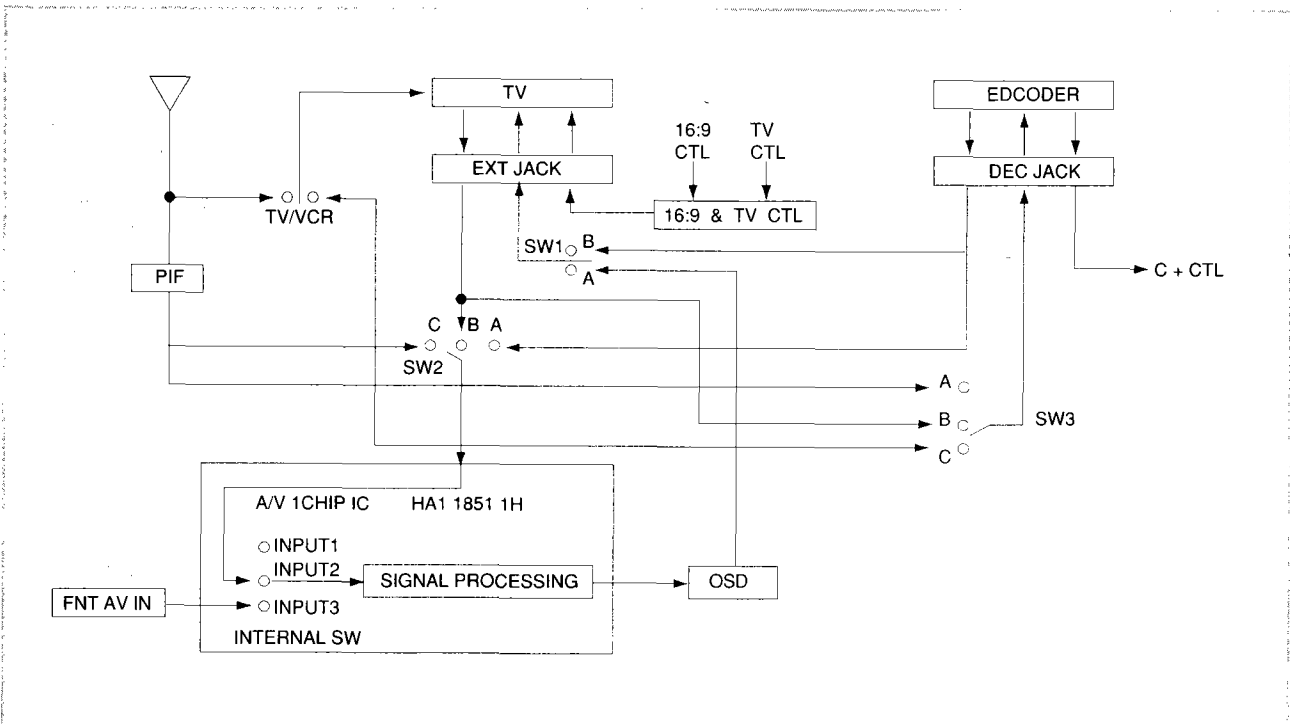 TV
EDCODER
16:9
CTL
TV
CTL
EXT JACK
DEC JACK
TV/VCR
16:9 & TV CTL
SW1
B
A
PIF
C + CTL
C B A
SW2
A
B
SW3
C
A/V 1CHIP IC HA1 1851 1H
INPUT1
INPUT2
SIGNAL PROCESSING
OSD
FNT AV IN
INPUT3
INTERNAL SW